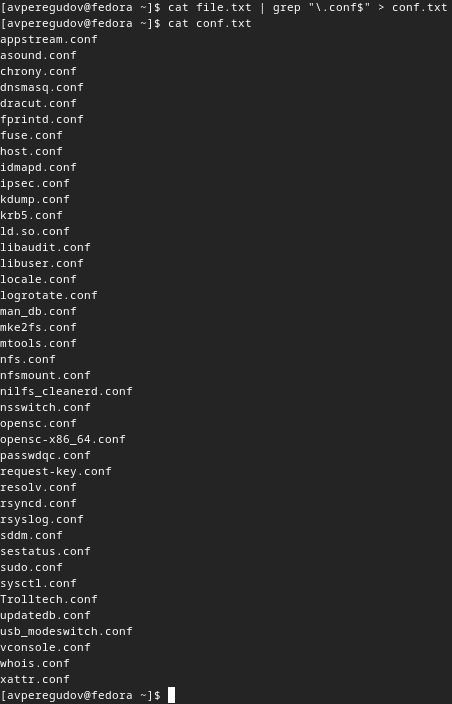 [avperegudov@fedora ~]$ cat file.txt | grep "\.conf$" > conf.txt
[avperegudov@fedora ~]$ cat conf.txt
appstream.conf
asound.conf
chrony.conf
dnsmasq.conf
dracut.conf
fprintd.conf
fuse.conf
host.conf
idmapd.conf
ipsec.conf
kdump.conf
krb5.conf
ld.so.conf
libaudit.conf
libuser.conf
locale.conf
logrotate.conf
man_db.conf
mke2fs.conf
mtools.conf
nfs.conf
nfsmount.conf
nilfs_cleanerd.conf
nsswitch.conf
opensc.conf
opensc-x86_64.conf
passwdqc.conf
request-key.conf
resolv.conf
rsyncd.conf
rsyslog.conf
sddm.conf
sestatus.conf
sudo.conf
sysctl.conf
Trolltech.conf
updatedb.conf
usb_modeswitch.conf
vconsole.conf
whois.conf
xattr.conf
[avperegudov@fedora ~]$